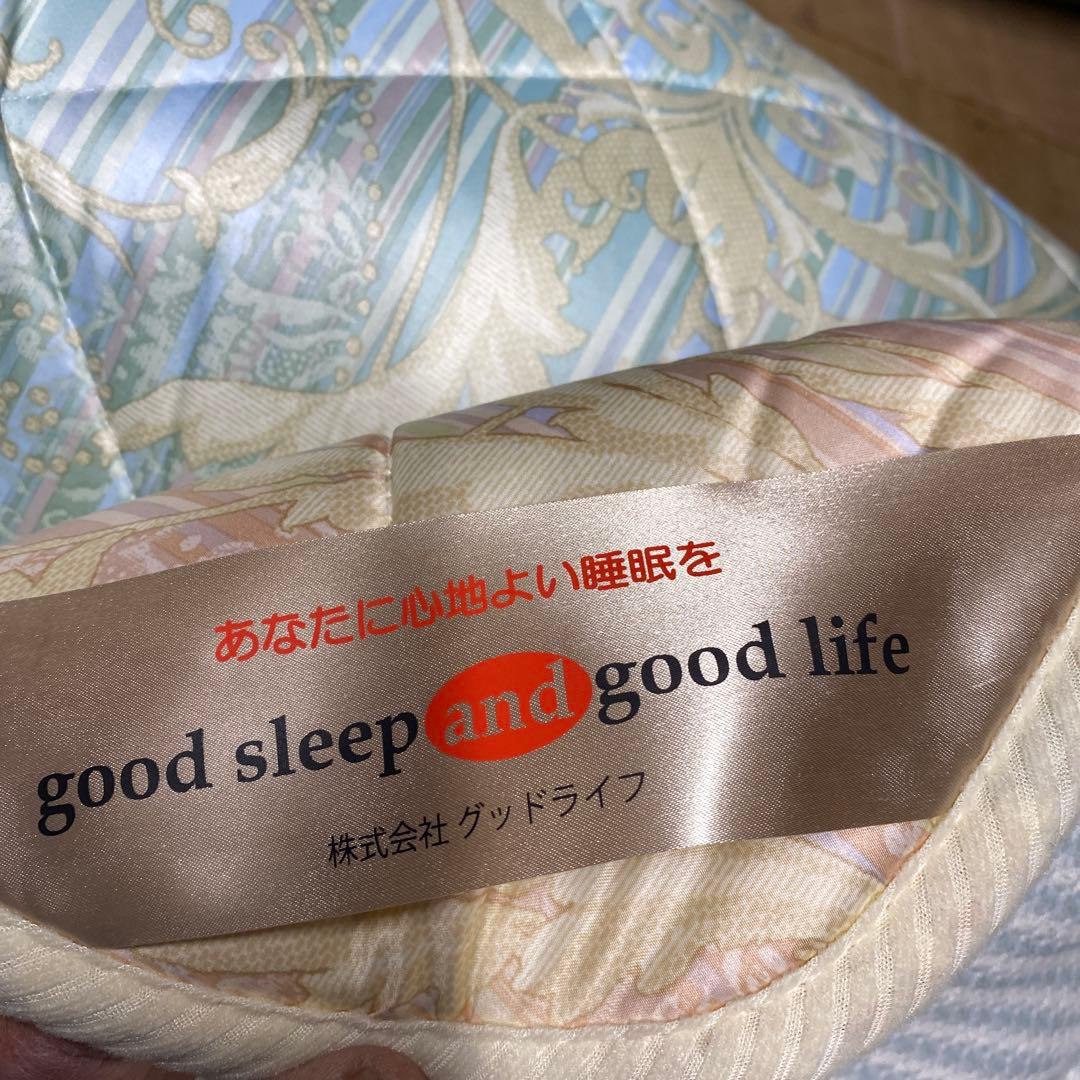 あなたに心地よい睡眠を
good sleep and good life
株式会社 グッドライフ